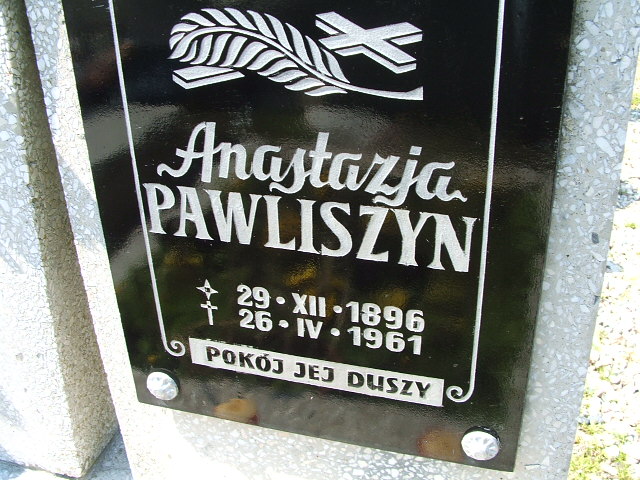 Anastazja
PAWLISZYN
29 • XII • 1896
† 26 • IV • 1961
POKÓJ JEJ DUSZY